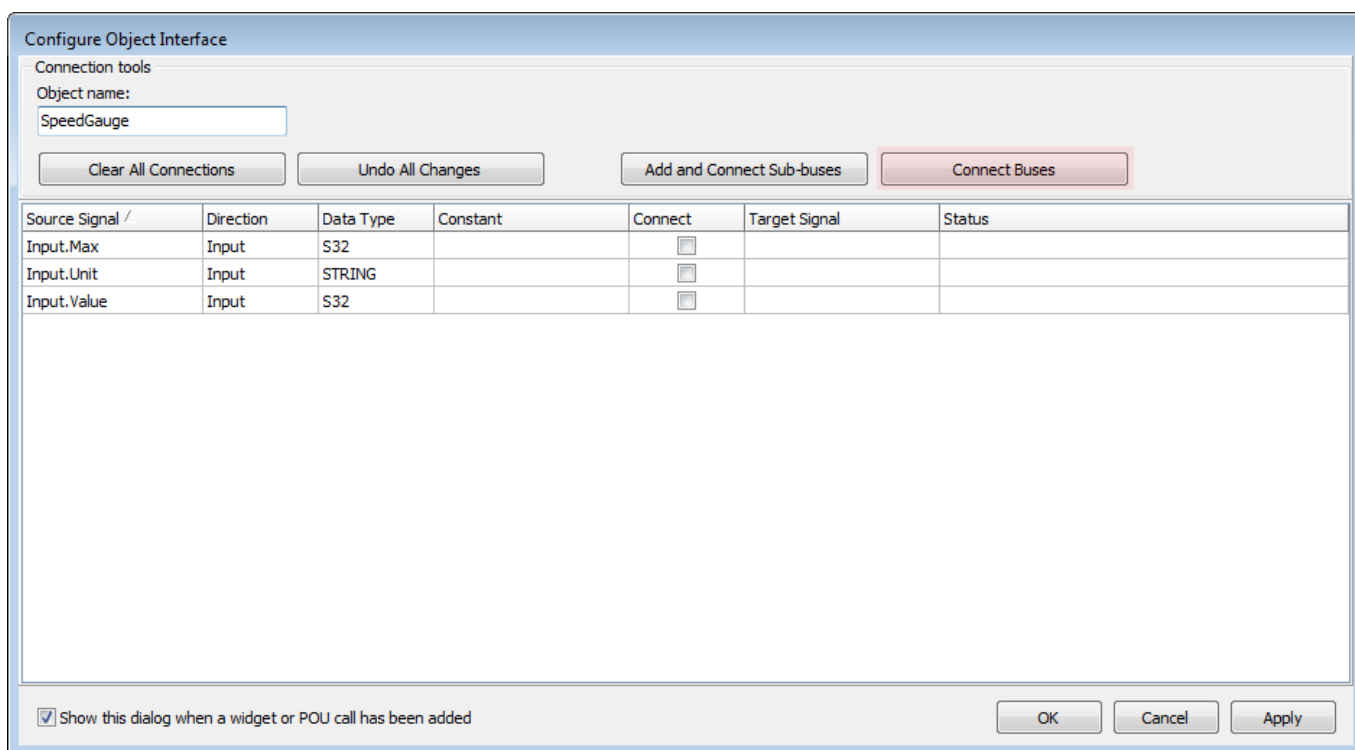 Configure Object Interface
Connection tools
Object name:
SpeedGauge
Clear All Connections Undo All Changes Add and Connect Sub-buses Connect Buses
Source Signal Direction Data Type Constant Connect Target Signal Status
Input.Max Input S32
Input.Unit Input STRING
Input.Value Input S32
Show this dialog when a widget or POU call has been added OK Cancel Apply